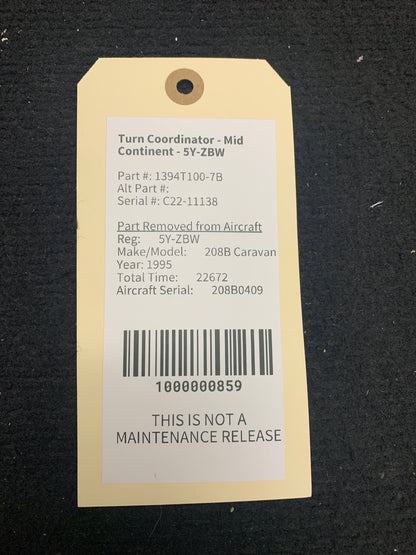 Turn Coordinator - Mid
Continent - 5Y-ZBW
Part #: 1394T100-7B
Alt Part #:
Serial #: C22-11138
Part Removed from Aircraft
Reg: 5Y-ZBW
Make/Model: 208B Caravan
Year: 1995
Total Time: 22672
Aircraft Serial: 208B0409
1000000859
THIS IS NOT A
MAINTENANCE RELEASE